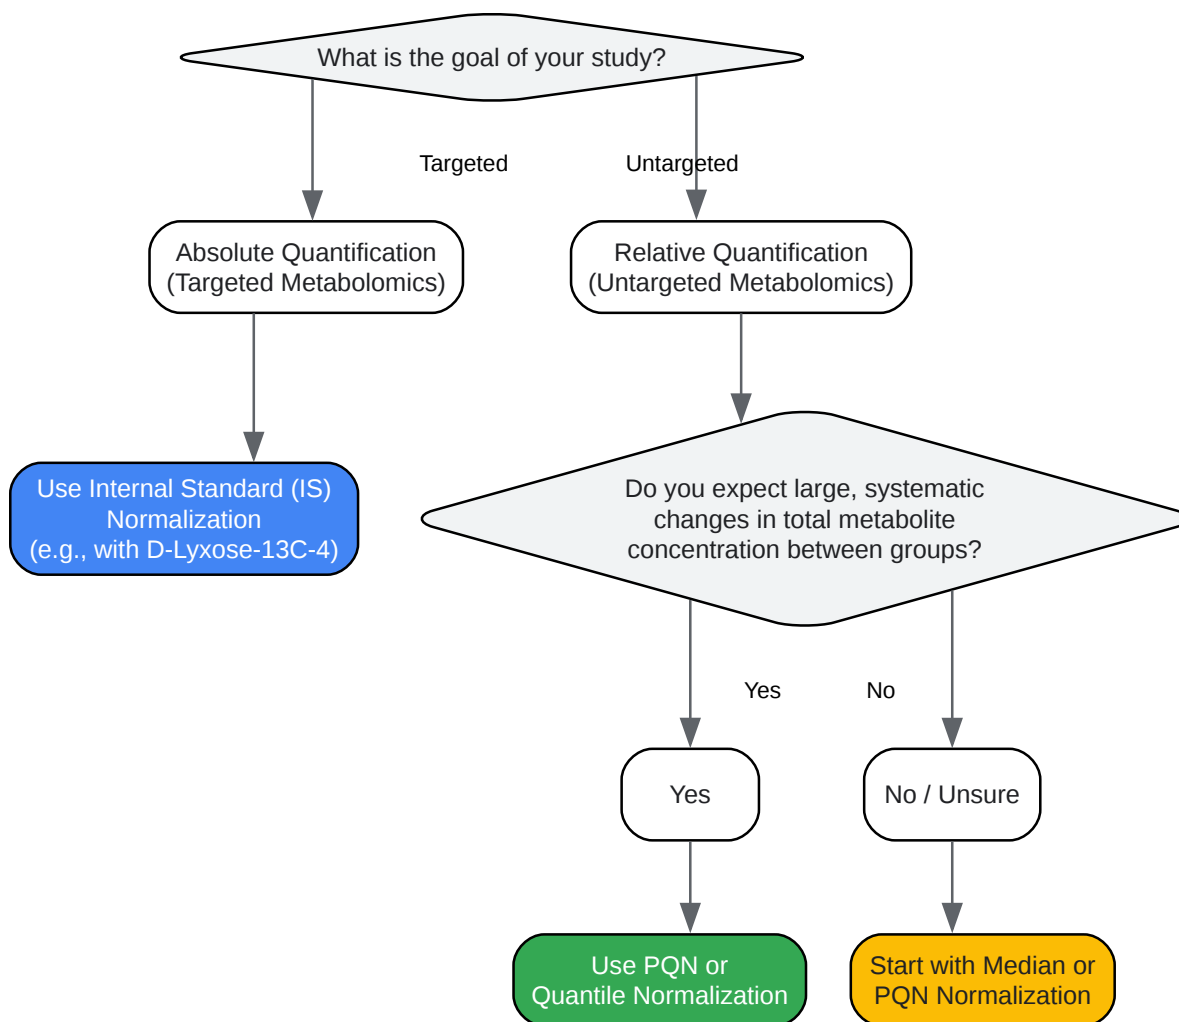 What is the goal of your study?
Targeted
Untargeted
Absolute Quantification
(Targeted Metabolomics)
Relative Quantification
(Untargeted Metabolomics)
Use Internal Standard (IS)
Normalization
(e.g., with D-Lyxose-13C-4)
Do you expect large, systematic
changes in total metabolite
concentration between groups?
Yes
No
Yes
No / Unsure
Use PQN or
Quantile Normalization
Start with Median or
PQN Normalization